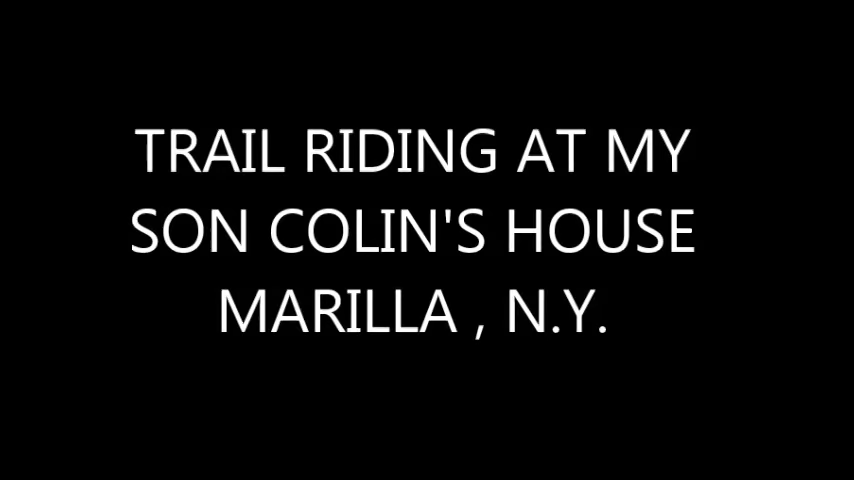 TRAIL RIDING AT MY
SON COLIN'S HOUSE
MARILLA , N.Y.